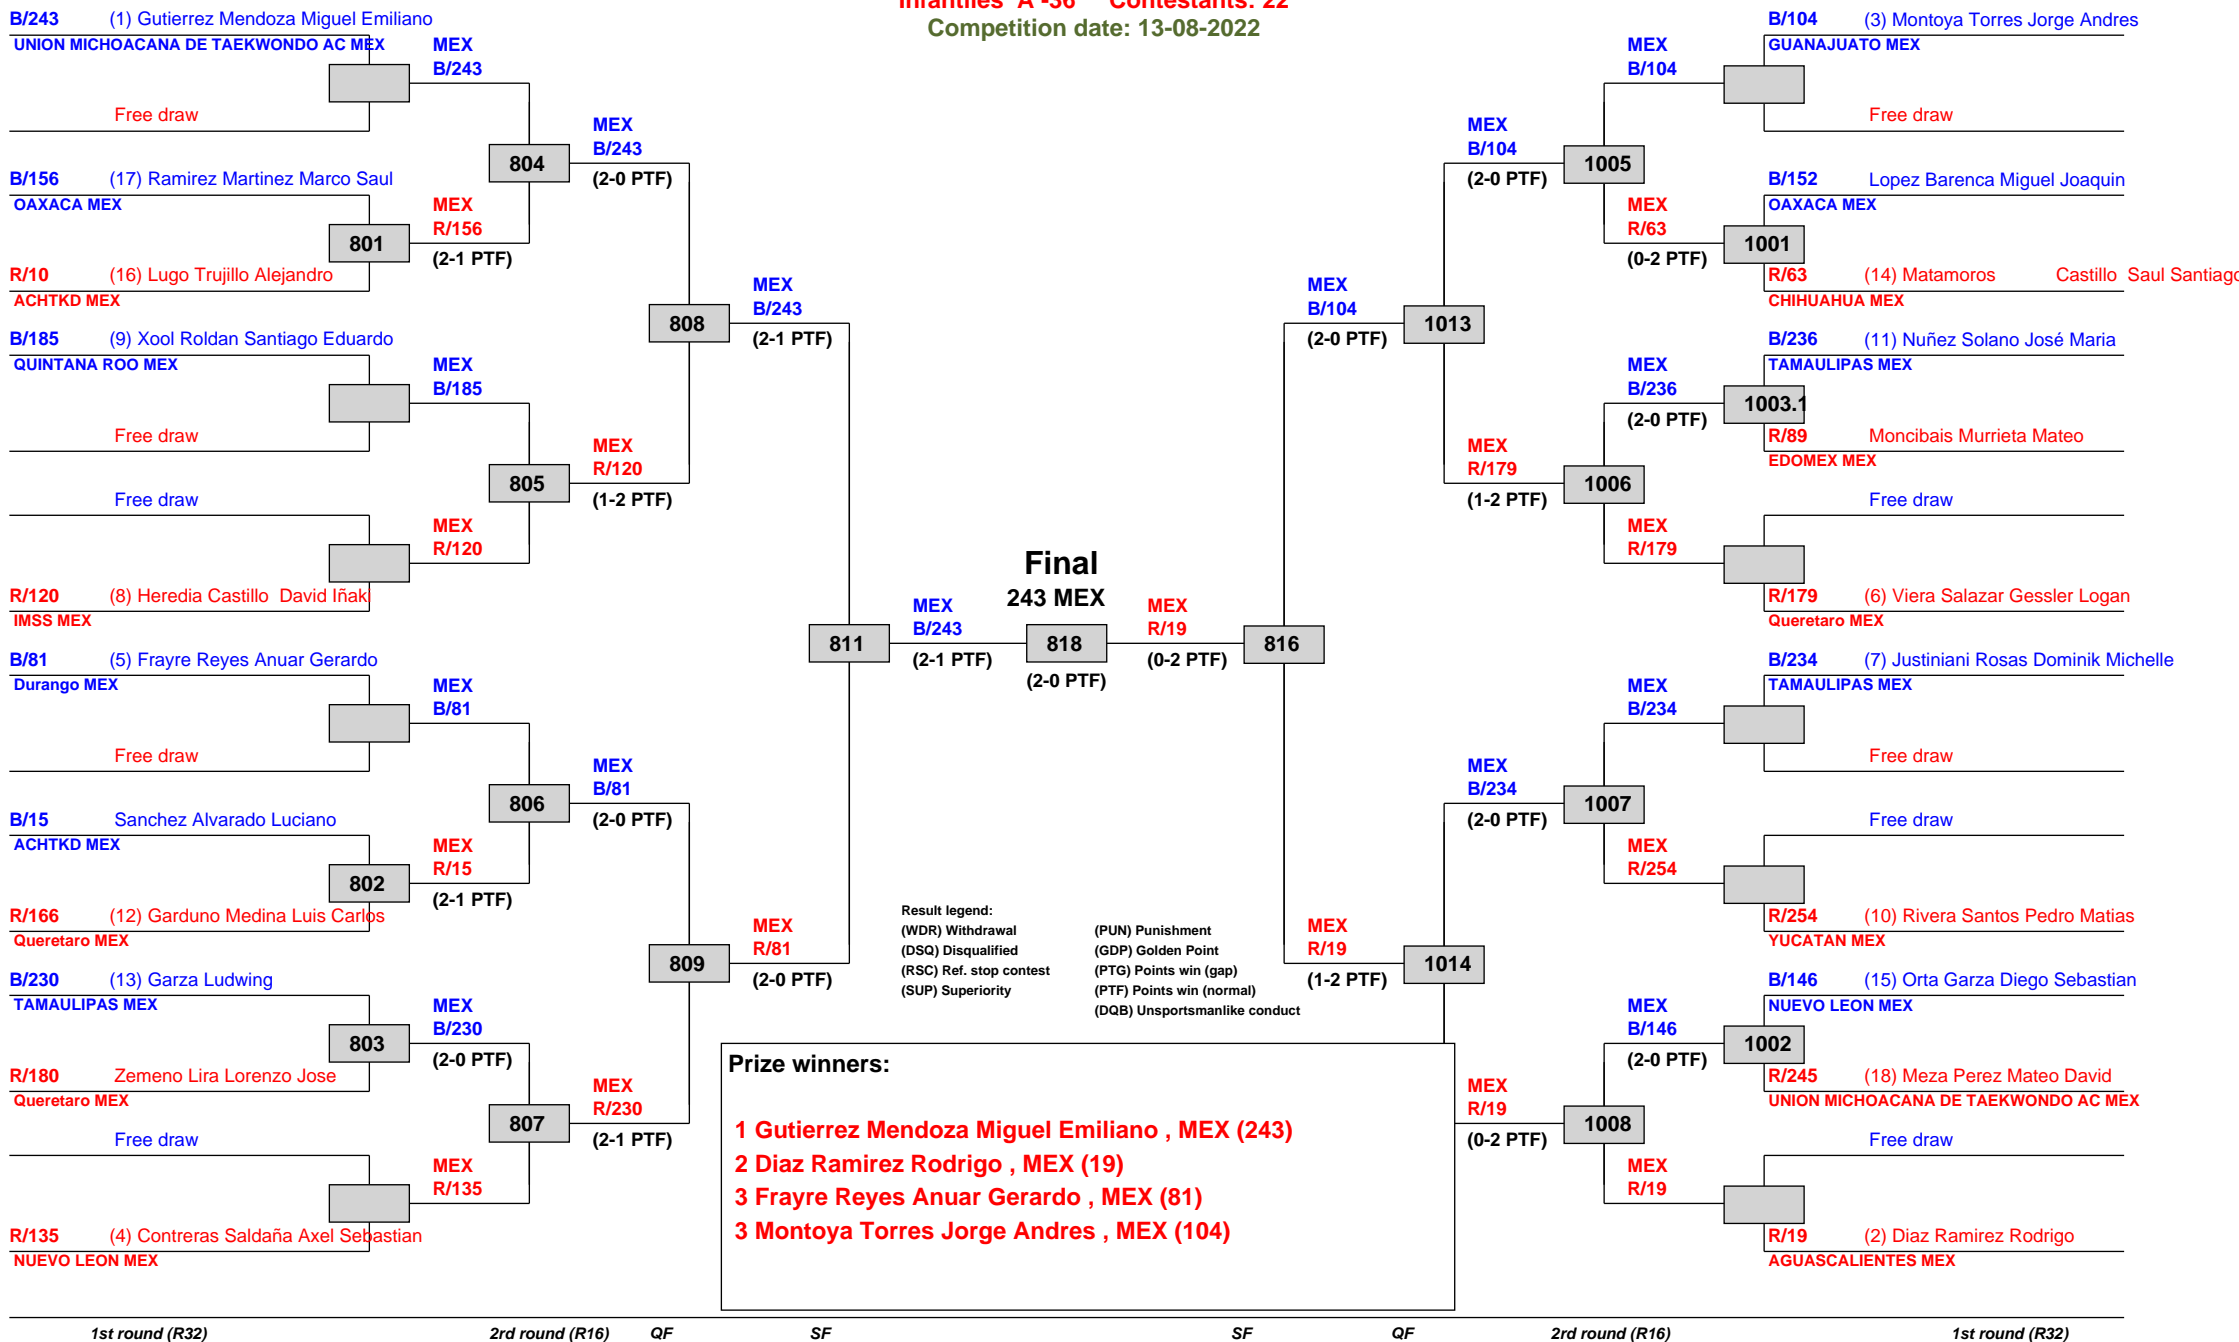 Infantiles A -36 Contestants: 22
Competition date: 13-08-2022
B/243 (1) Gutierrez Mendoza Miguel Emiliano
UNION MICHOACANA DE TAEKWONDO AC MEX
MEX
B/243
Free draw
804
MEX
B/243
(2-0 PTF)
B/156 (17) Ramirez Martinez Marco Saul
OAXACA MEX
801
MEX
R/156
(2-1 PTF)
R/10 (16) Lugo Trujillo Alejandro
ACHTKD MEX
808
MEX
B/243
(2-1 PTF)
B/185 (9) Xool Roldan Santiago Eduardo
QUINTANA ROO MEX
MEX
B/185
Free draw
805
MEX
R/120
(1-2 PTF)
Free draw
MEX
R/120
R/120 (8) Heredia Castillo David Iñaki
IMSS MEX
811
MEX
B/243
(2-1 PTF)
B/81 (5) Frayre Reyes Anuar Gerardo
Durango MEX
MEX
B/81
Free draw
806
MEX
B/81
(2-0 PTF)
B/15 Sanchez Alvarado Luciano
ACHTKD MEX
802
MEX
R/15
(2-1 PTF)
R/166 (12) Garduno Medina Luis Carlos
Queretaro MEX
809
MEX
R/81
(2-0 PTF)
B/230 (13) Garza Ludwing
TAMAULIPAS MEX
803
MEX
B/230
(2-0 PTF)
R/180 Zemeno Lira Lorenzo Jose
Queretaro MEX
807
MEX
R/230
(2-1 PTF)
Free draw
MEX
R/135
R/135 (4) Contreras Saldaña Axel Sebastian
NUEVO LEON MEX
Final
243 MEX
818
(2-0 PTF)
MEX
R/19
(0-2 PTF)
816
B/104 (3) Montoya Torres Jorge Andres
GUANAJUATO MEX
MEX
B/104
Free draw
MEX
B/104
(2-0 PTF)
1005
B/152 Lopez Barenca Miguel Joaquin
OAXACA MEX
MEX
R/63
(0-2 PTF)
1001
R/63 (14) Matamoros Castillo Saul Santiago
CHIHUAHUA MEX
MEX
B/104
(2-0 PTF)
1013
B/236 (11) Nuñez Solano José Maria
TAMAULIPAS MEX
MEX
B/236
(2-0 PTF)
1003.1
R/89 Moncibais Murrieta Mateo
EDOMEX MEX
MEX
R/179
(1-2 PTF)
1006
Free draw
MEX
R/179
R/179 (6) Viera Salazar Gessler Logan
Queretaro MEX
B/234 (7) Justiniani Rosas Dominik Michelle
TAMAULIPAS MEX
MEX
B/234
Free draw
MEX
B/234
(2-0 PTF)
1007
Free draw
MEX
R/254
R/254 (10) Rivera Santos Pedro Matias
YUCATAN MEX
MEX
R/19
(1-2 PTF)
1014
B/146 (15) Orta Garza Diego Sebastian
NUEVO LEON MEX
MEX
B/146
(2-0 PTF)
1002
R/245 (18) Meza Perez Mateo David
UNION MICHOACANA DE TAEKWONDO AC MEX
MEX
R/19
(0-2 PTF)
1008
Free draw
MEX
R/19
R/19 (2) Diaz Ramirez Rodrigo
AGUASCALIENTES MEX
Result legend:
(WDR) Withdrawal (PUN) Punishment
(DSQ) Disqualified (GDP) Golden Point
(RSC) Ref. stop contest (PTG) Points win (gap)
(SUP) Superiority (PTF) Points win (normal)
(DQB) Unsportsmanlike conduct
Prize winners:
1 Gutierrez Mendoza Miguel Emiliano , MEX (243)
2 Diaz Ramirez Rodrigo , MEX (19)
3 Frayre Reyes Anuar Gerardo , MEX (81)
3 Montoya Torres Jorge Andres , MEX (104)
1st round (R32) 2rd round (R16) QF SF SF QF 2rd round (R16) 1st round (R32)